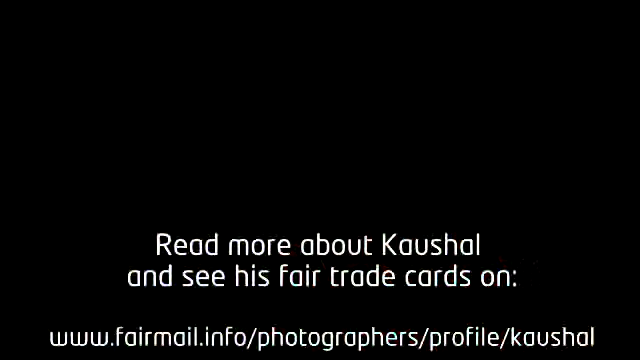 Read more about Kaushal
and see his fair trade cards on:
www.fairmail.info/photographers/profile/kaushal